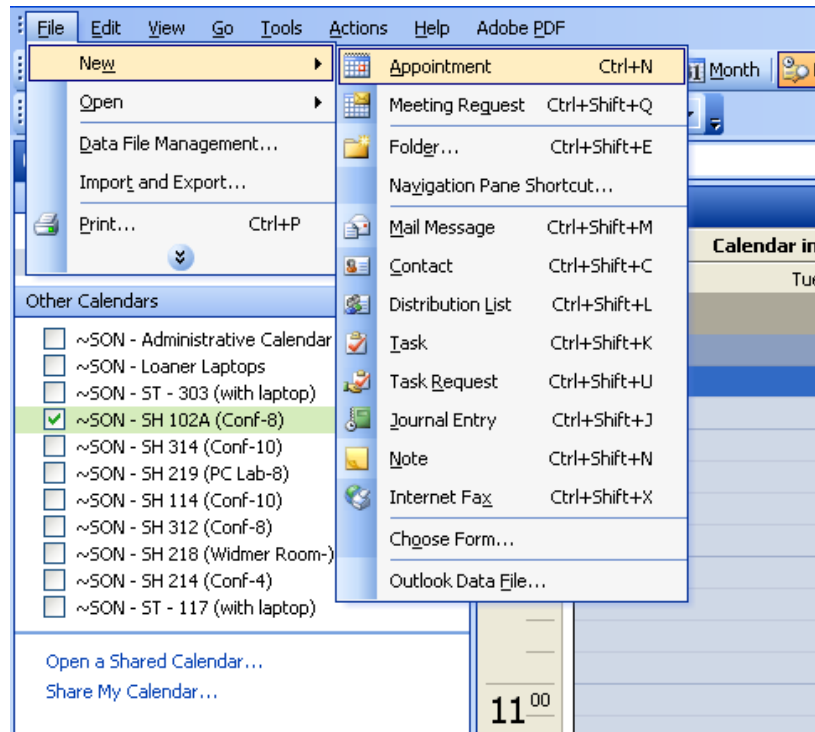 File Edit View Go Tools Actions Help Adobe PDF
New
Open
Data File Management...
Import and Export...
Print... Ctrl+P
Appointment Ctrl+N
Meeting Request Ctrl+Shift+Q
Folder... Ctrl+Shift+E
Navigation Pane Shortcut...
Mail Message Ctrl+Shift+M
Contact Ctrl+Shift+C
Distribution List Ctrl+Shift+L
Task Ctrl+Shift+K
Task Request Ctrl+Shift+U
Journal Entry Ctrl+Shift+J
Note Ctrl+Shift+N
Internet Fax Ctrl+Shift+X
Choose Form...
Outlook Data File...
31 Month
Calendar in
Tue
Other Calendars
~SON - Administrative Calendar
~SON - Loaner Laptops
~SON - ST - 303 (with laptop)
~SON - SH 102A (Conf-8)
~SON - SH 314 (Conf-10)
~SON - SH 219 (PC Lab-8)
~SON - SH 114 (Conf-10)
~SON - SH 312 (Conf-8)
~SON - SH 218 (Widmer Room-)
~SON - SH 214 (Conf-4)
~SON - ST - 117 (with laptop)
Open a Shared Calendar...
Share My Calendar...
11 00